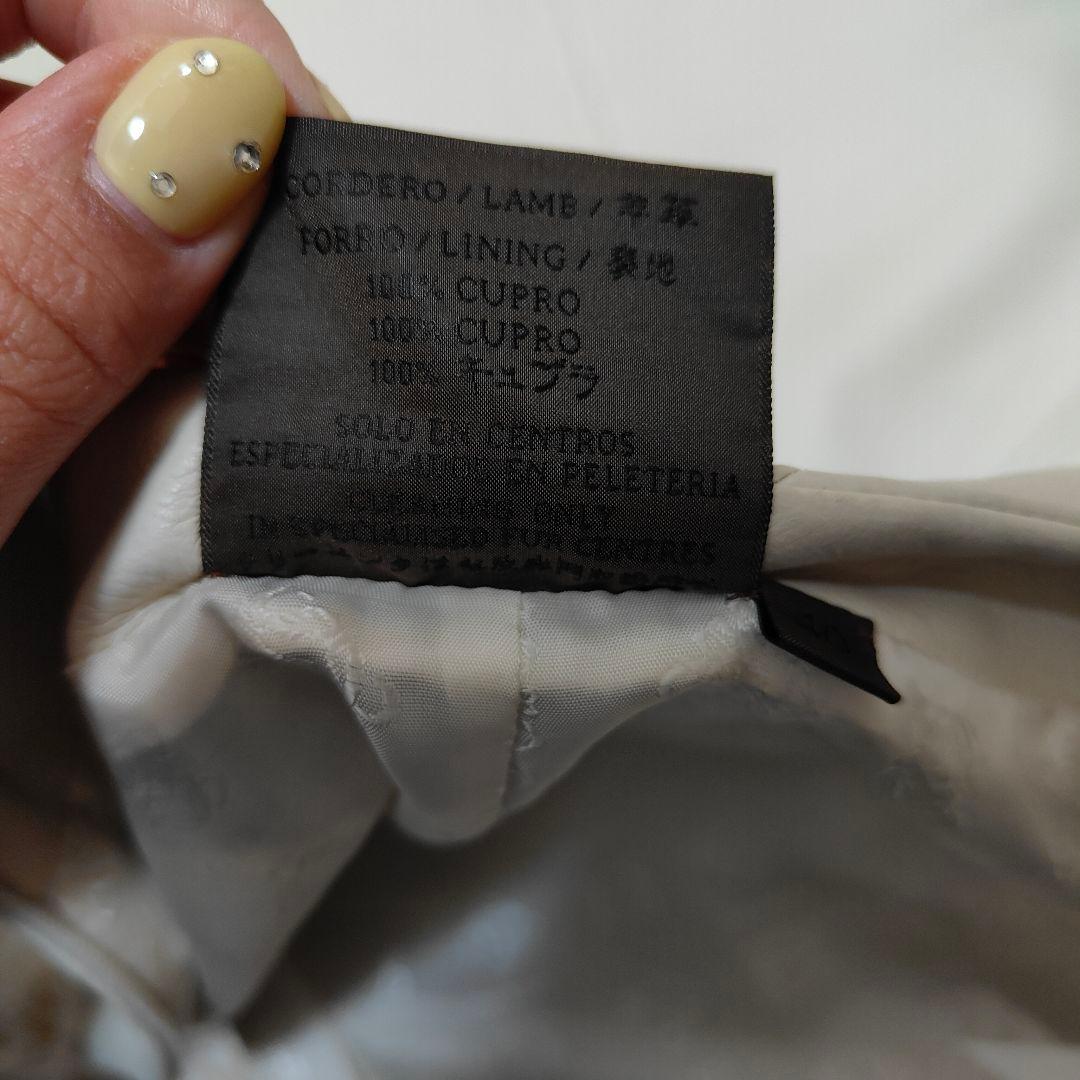 CORDERO / LAMB / 羊革
FORRO / LINING / 裏地
100% CUPRO
100% CUPRO
100% キュプラ
SOLO EN CENTROS
ESPECIALIZADOS EN PELETERIA
CLEANING ONLY
IN SPECIALISED FUR CENTRES